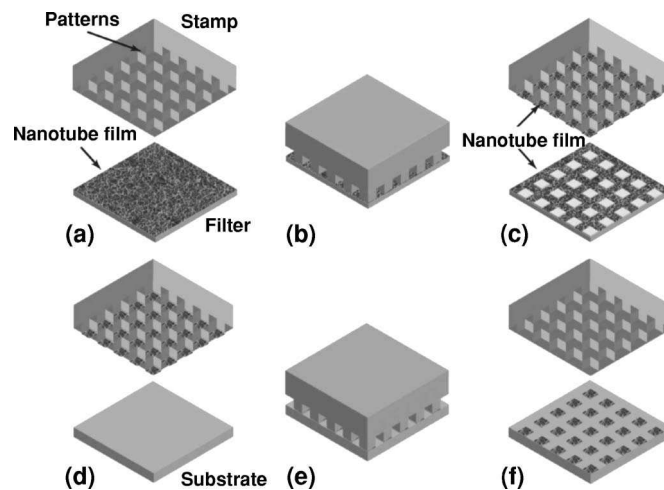 Patterns
Stamp
Nanotube film
Filter
(a)
(b)
Nanotube film
(c)
(d)
Substrate
(e)
(f)